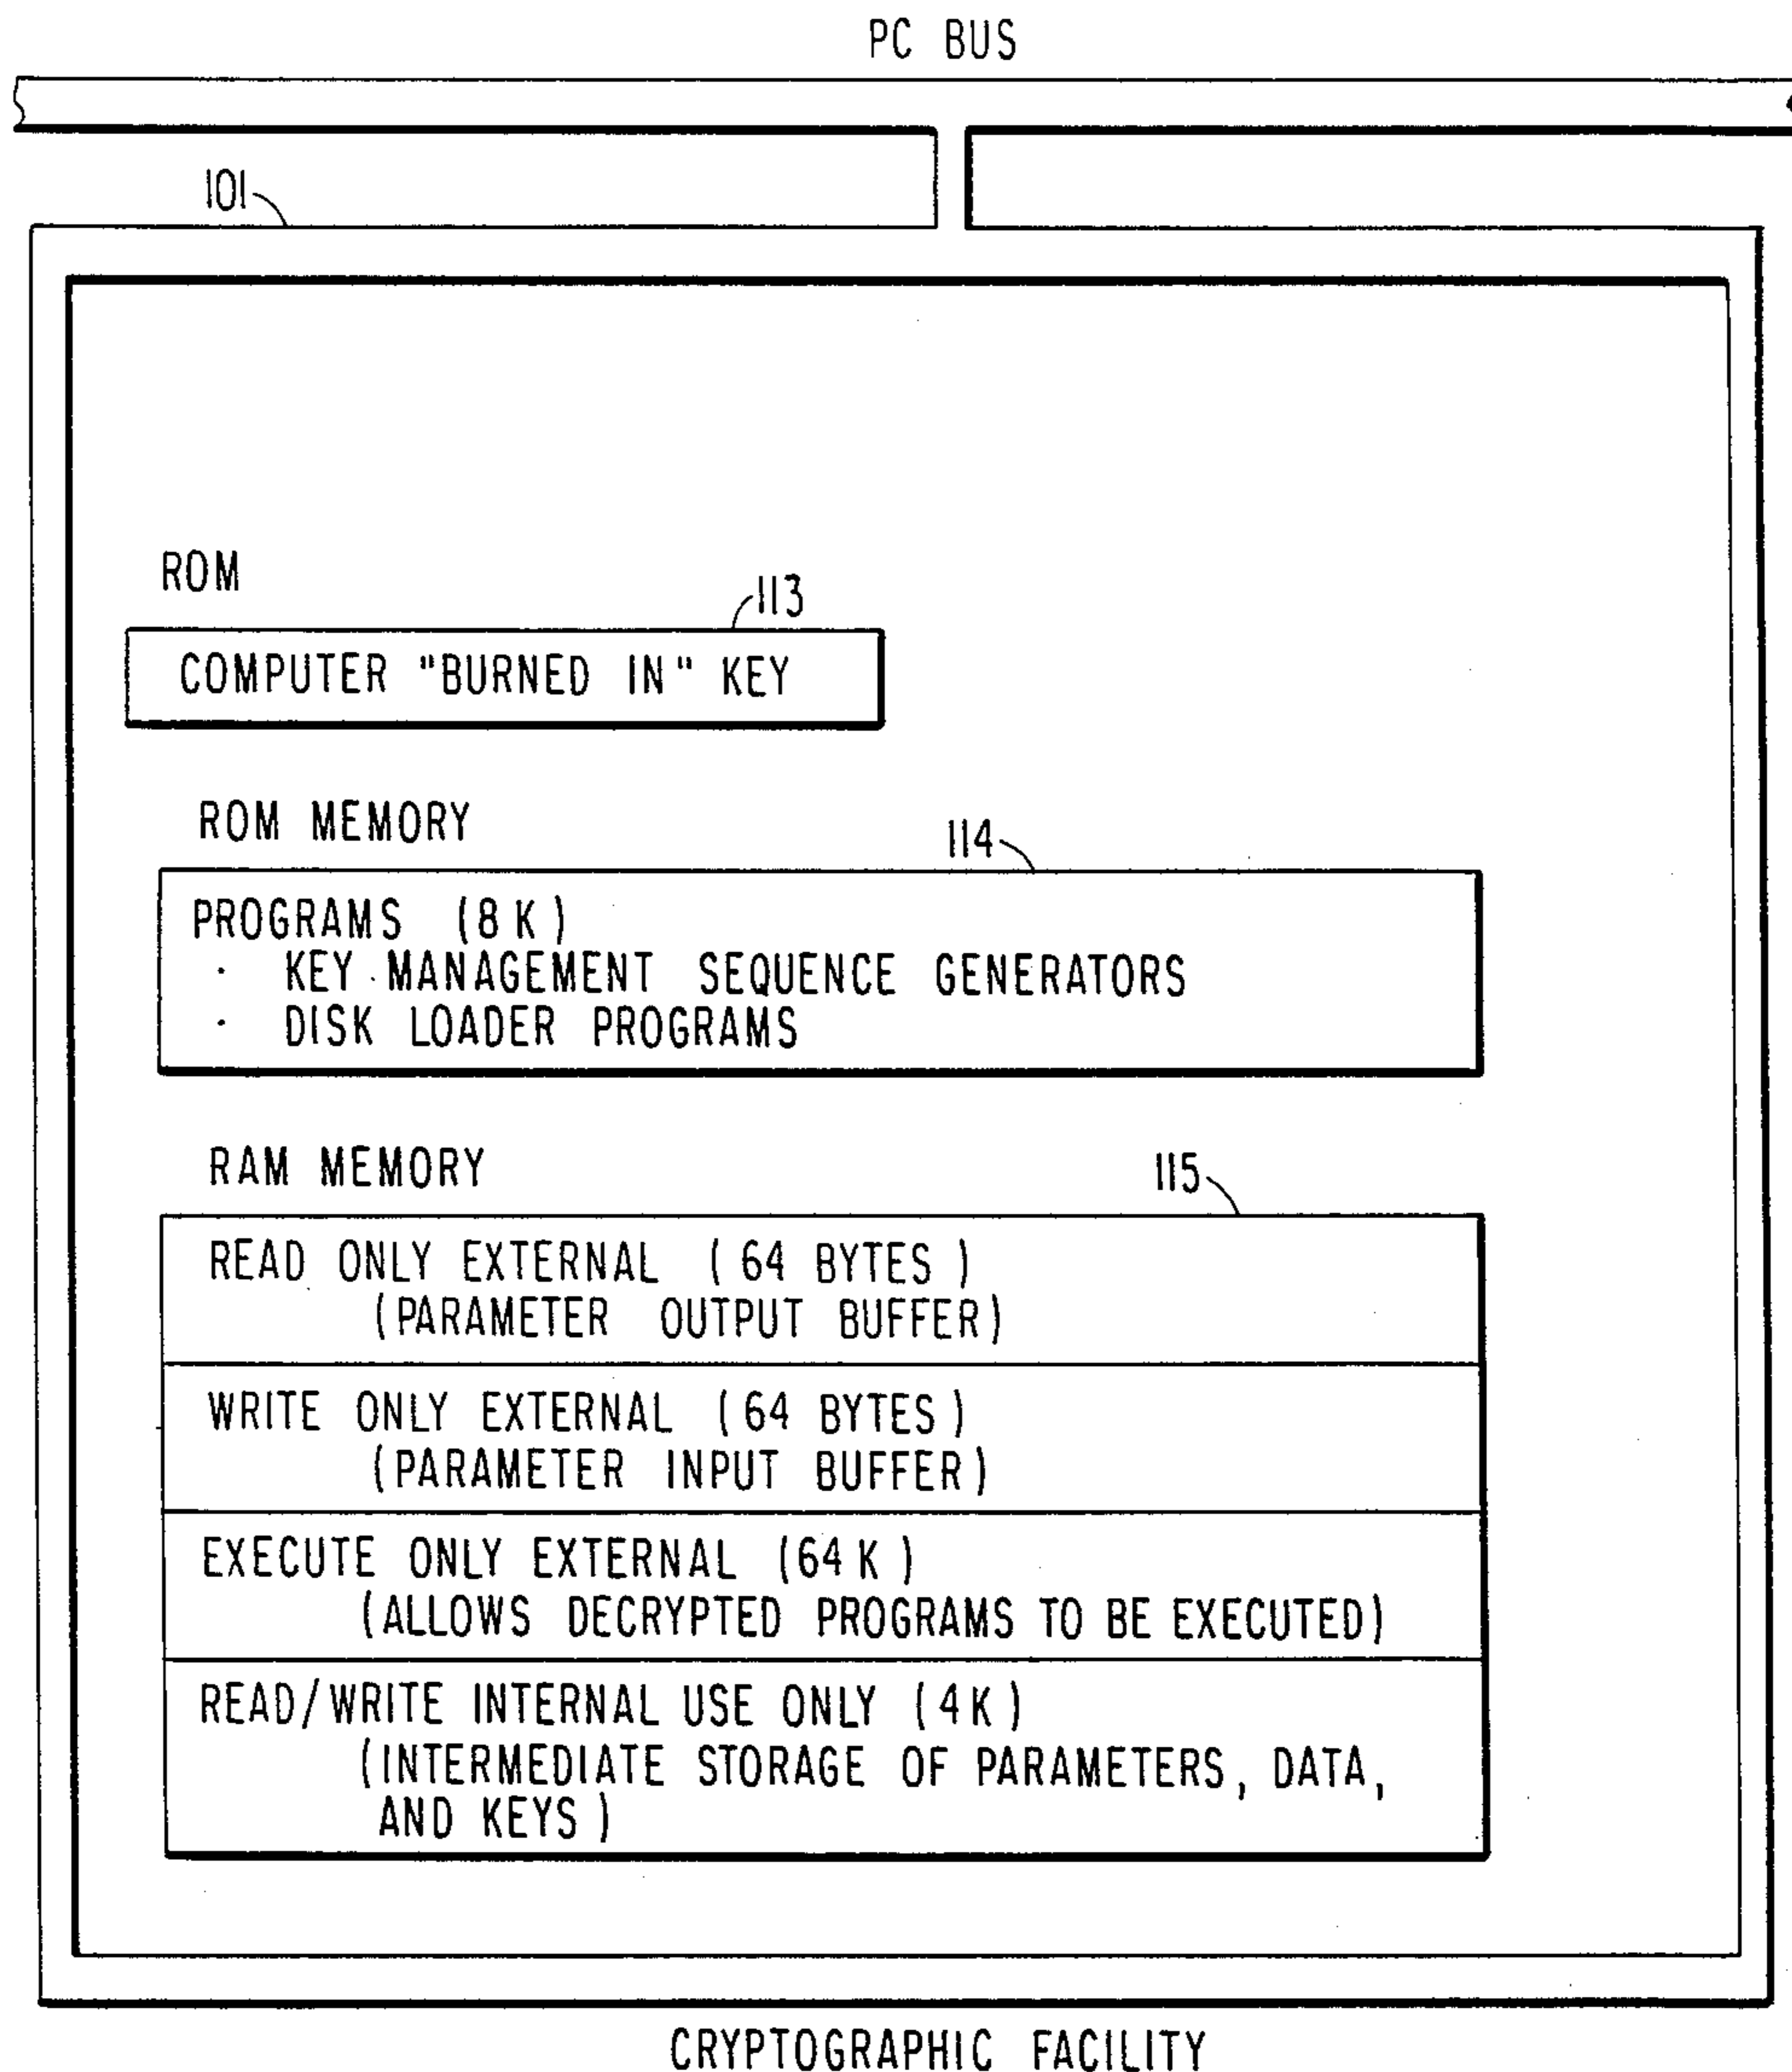 PC BUS
101
ROM
113
COMPUTER "BURNED IN" KEY
ROM MEMORY
114
PROGRAMS (8K)
· KEY MANAGEMENT SEQUENCE GENERATORS
· DISK LOADER PROGRAMS
RAM MEMORY
115
READ ONLY EXTERNAL (64 BYTES)
(PARAMETER OUTPUT BUFFER)
WRITE ONLY EXTERNAL (64 BYTES)
(PARAMETER INPUT BUFFER)
EXECUTE ONLY EXTERNAL (64K)
(ALLOWS DECRYPTED PROGRAMS TO BE EXECUTED)
READ/WRITE INTERNAL USE ONLY (4K)
(INTERMEDIATE STORAGE OF PARAMETERS, DATA,
AND KEYS)
CRYPTOGRAPHIC FACILITY